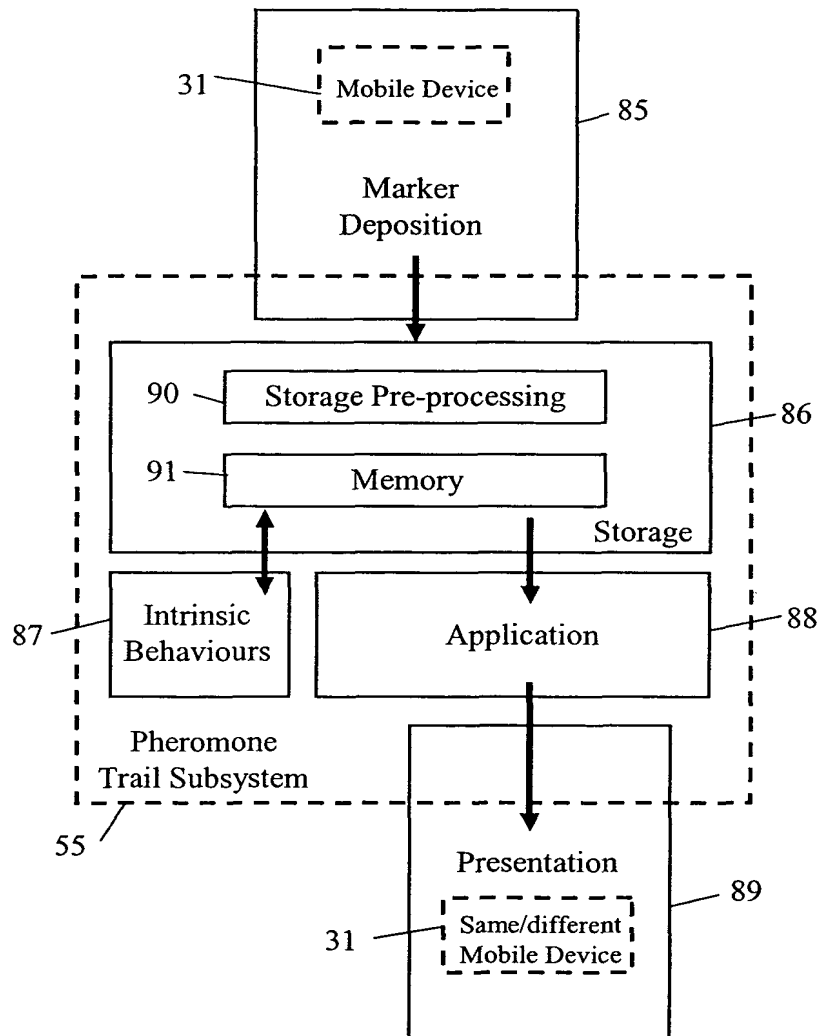 31
Mobile Device
85
Marker
Deposition
90
Storage Pre-processing
86
91
Memory
Storage
87
Intrinsic
Behaviours
Application
88
Pheromone
Trail Subsystem
55
Presentation
89
31
Same/different
Mobile Device